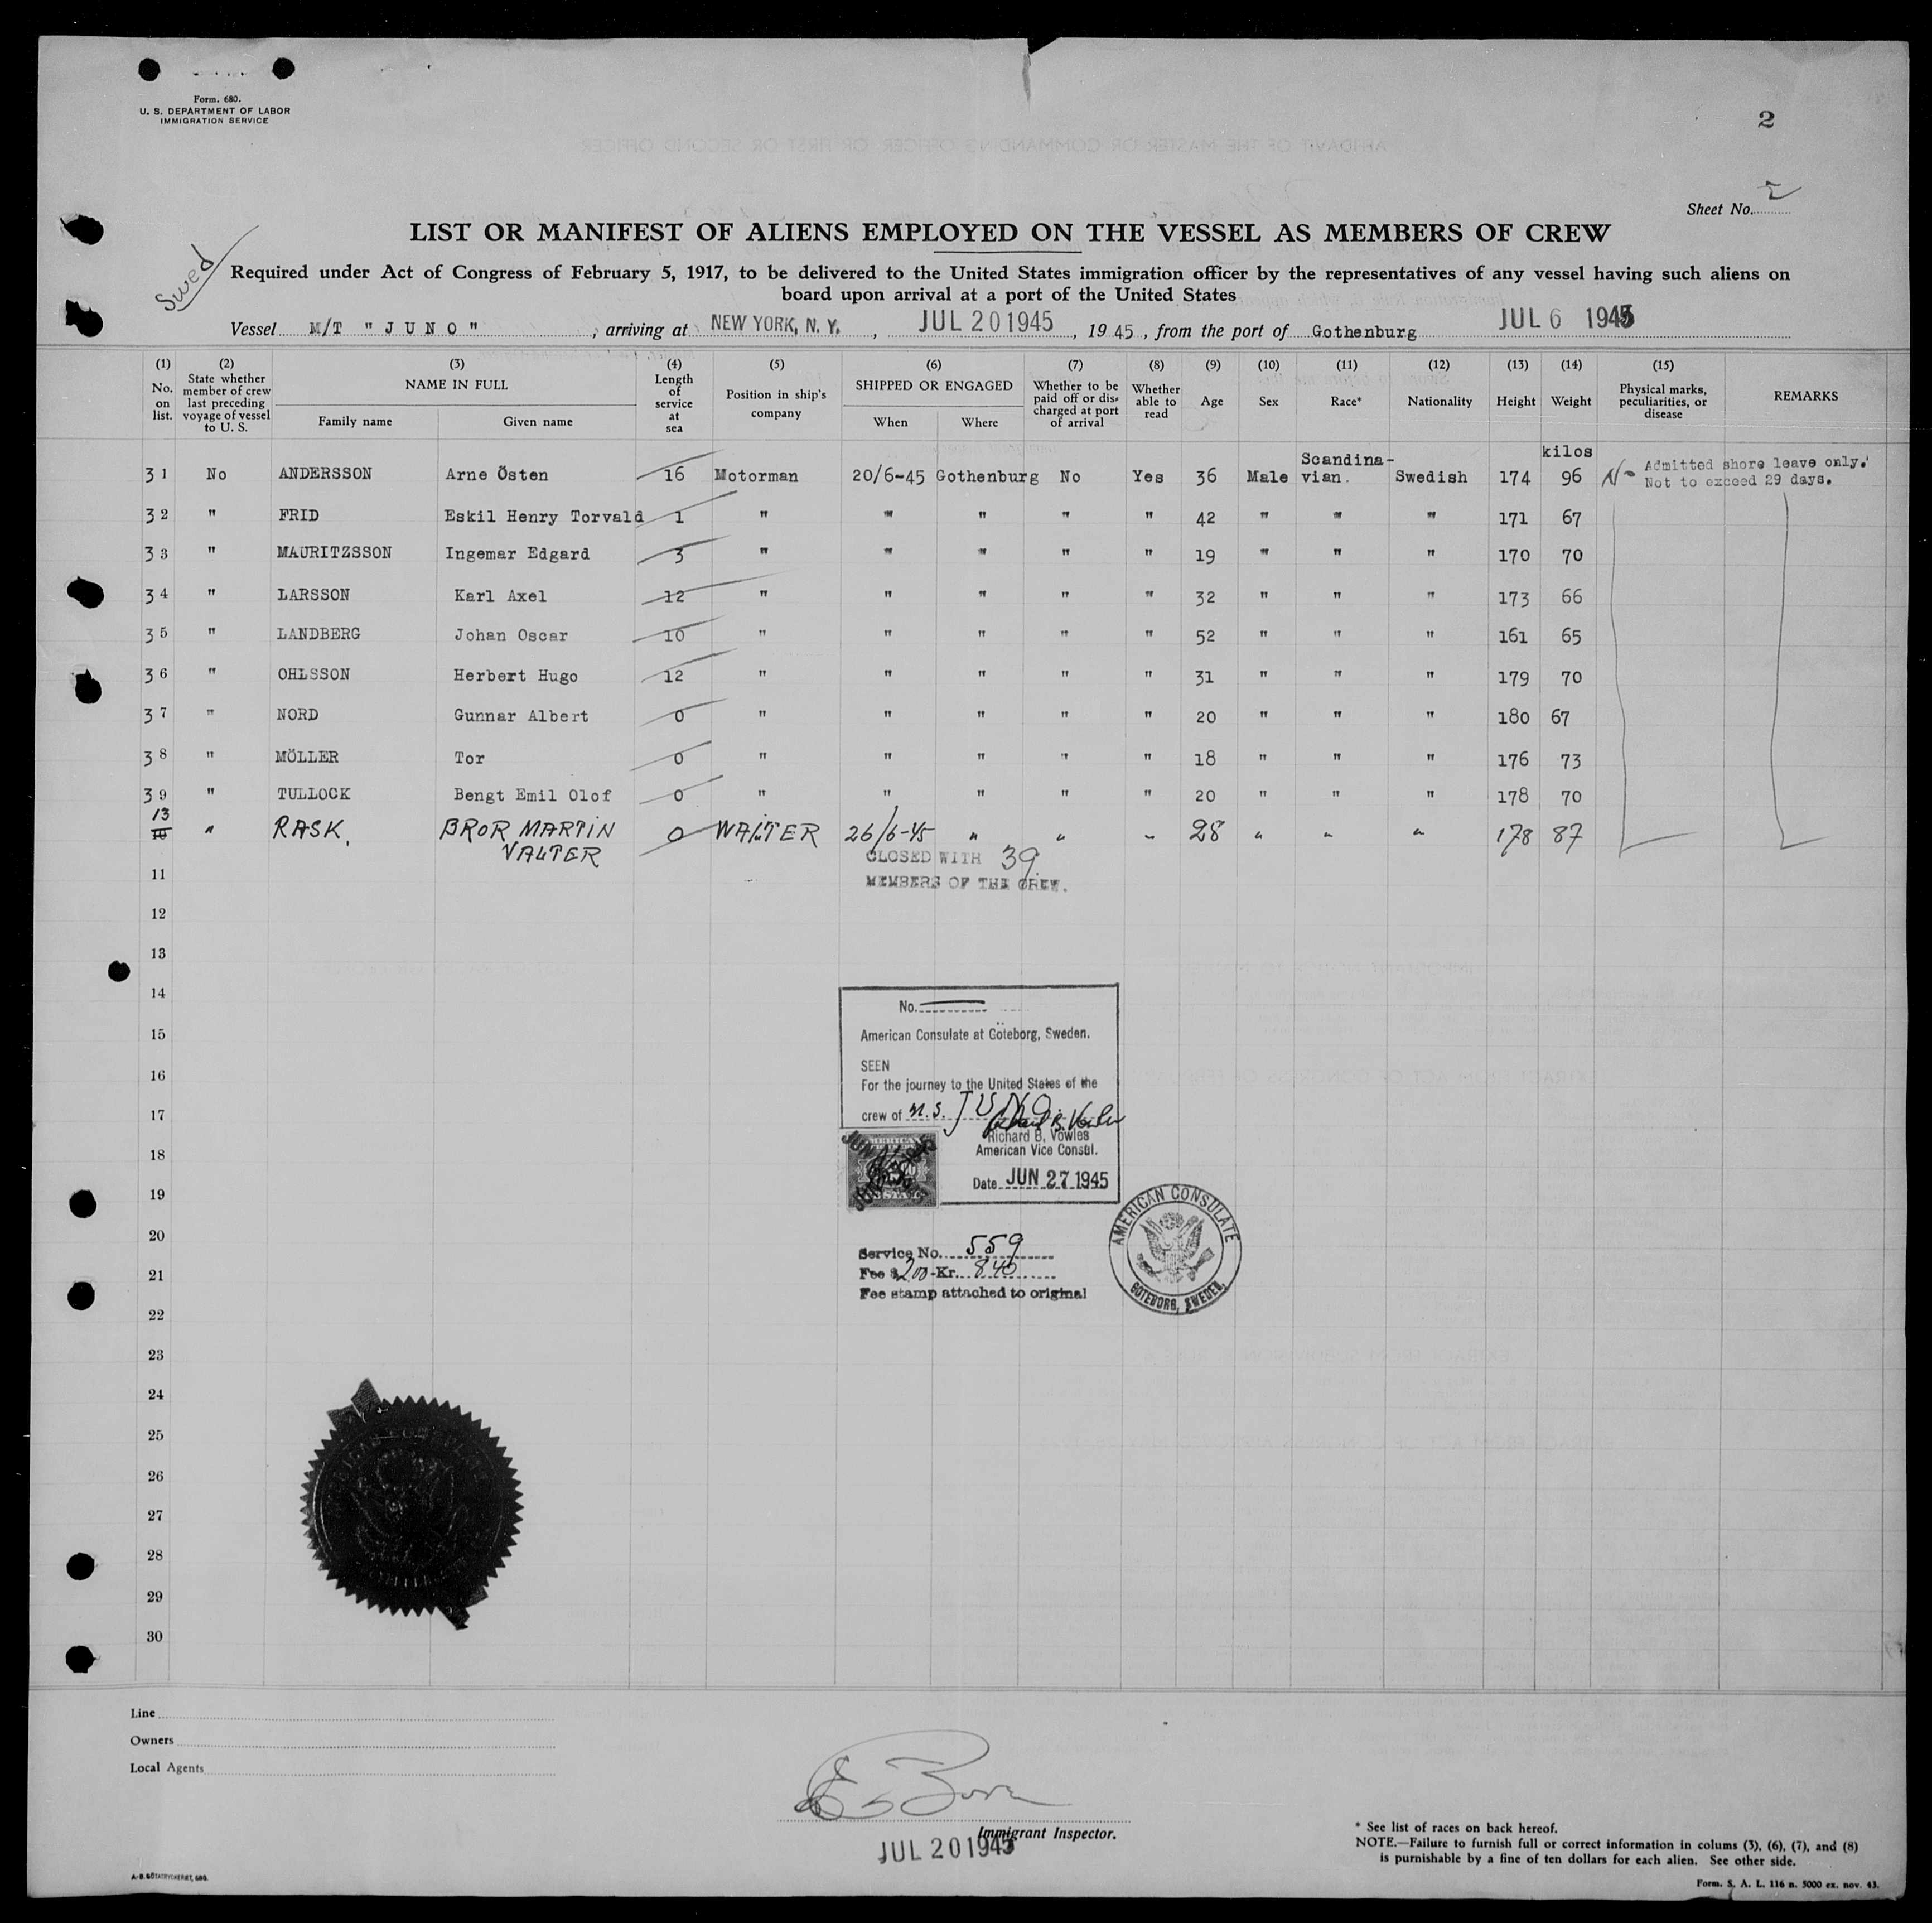 Form. 680.
U. S. DEPARTMENT OF LABOR
IMMIGRATION SERVICE
2
Sheet No. 2
Swed
LIST OR MANIFEST OF ALIENS EMPLOYED ON THE VESSEL AS MEMBERS OF CREW
Required under Act of Congress of February 5, 1917, to be delivered to the United States immigration officer by the representatives of any vessel having such aliens on
board upon arrival at a port of the United States
Vessel M/T "JUNO", arriving at NEW YORK, N. Y., JUL 20 1945, 1945, from the port of Gothenburg JUL 6 1945
(1) (2) (3) (4) (5) (6) (7) (8) (9) (10) (11) (12) (13) (14) (15)
No. on list. State whether member of crew last preceding voyage of vessel to U. S. NAME IN FULL Family name Given name Length of service at sea Position in ship's company SHIPPED OR ENGAGED When Where Whether to be paid off or discharged at port of arrival Whether able to read Age Sex Race* Nationality Height Weight Physical marks, peculiarities, or disease REMARKS
kilos
31 No ANDERSSON Arne Östen 16 Motorman 20/6-45 Gothenburg No Yes 36 Male Scandinavian. Swedish 174 96 No Admitted shore leave only. Not to exceed 29 days.
32 " FRID Eskil Henry Torvald 1 " " " " " 42 " " " 171 67
33 " MAURITZSSON Ingemar Edgard 3 " " " " " 19 " " " 170 70
34 " LARSSON Karl Axel 12 " " " " " 32 " " " 173 66
35 " LANDBERG Johan Oscar 10 " " " " " 52 " " " 161 65
36 " OHLSSON Herbert Hugo 12 " " " " " 31 " " " 179 70
37 " NORD Gunnar Albert 0 " " " " " 20 " " " 180 67
38 " MÖLLER Tor 0 " " " " " 18 " " " 176 73
39 " TULLOCK Bengt Emil Olof 0 " " " " " 20 " " " 178 70
13
10 " RASK, BROR MARTIN VALTER 0 WAITER 26/6-45 " " " 28 " " " 178 87
CLOSED WITH 39
MEMBERS OF THE CREW.
11
12
13
14
15
16
17
18
19
20
21
22
23
24
25
26
27
28
29
30
No.
American Consulate at Göteborg, Sweden.
SEEN
For the journey to the United States of the
crew of M.S. JUNO
Richard B. Vowles
Richard B. Vowles
American Vice Consul.
Date JUN 27 1945
AMERICAN CONSULATE
GOTEBORG, SWEDEN.
Service No. 559
Fee $2.00-Kr. 8.40
Fee stamp attached to original
Line
Owners
Local Agents
Immigrant Inspector.
JUL 20 1945
* See list of races on back hereof.
NOTE.—Failure to furnish full or correct information in colums (3), (6), (7), and (8)
is purnishable by a fine of ten dollars for each alien. See other side.
Form. S. A. L. 116 n. 5000 ex. nov. 43.